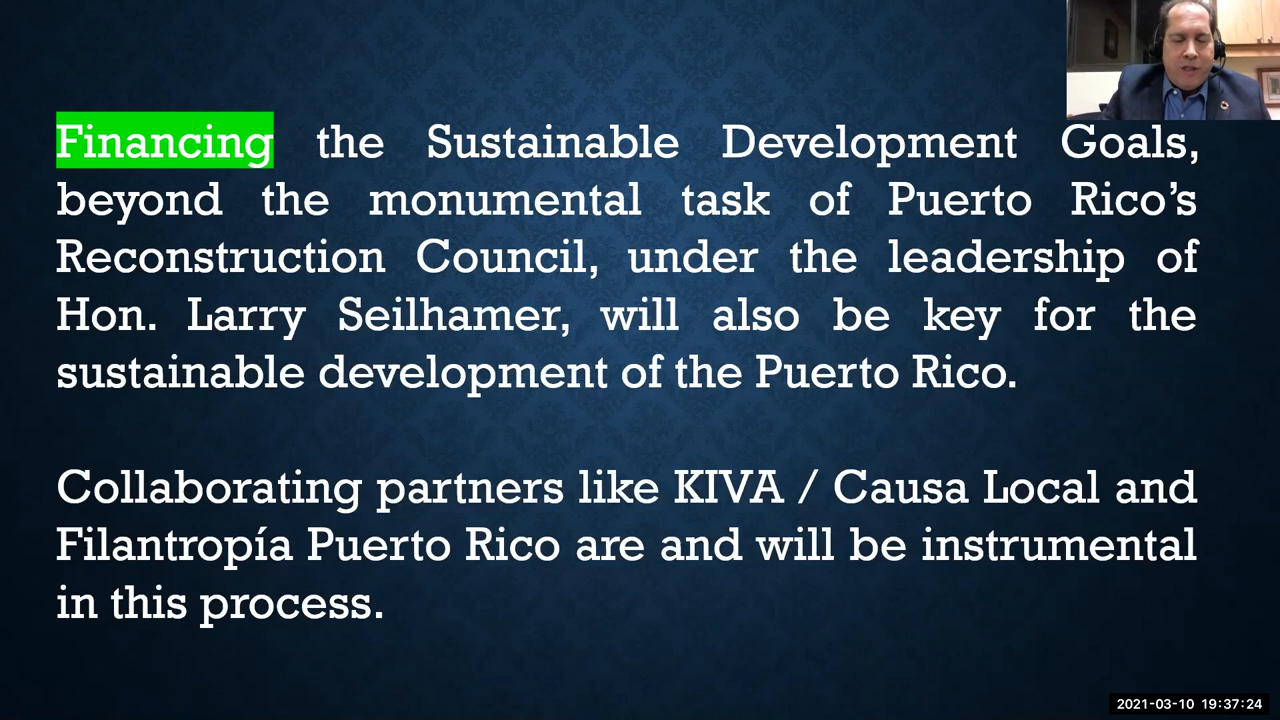 Financing the Sustainable Development Goals,
beyond the monumental task of Puerto Rico’s
Reconstruction Council, under the leadership of
Hon. Larry Seilhamer, will also be key for the
sustainable development of the Puerto Rico.
Collaborating partners like KIVA / Causa Local and
Filantropía Puerto Rico are and will be instrumental
in this process.
2021-03-10 19:37:24